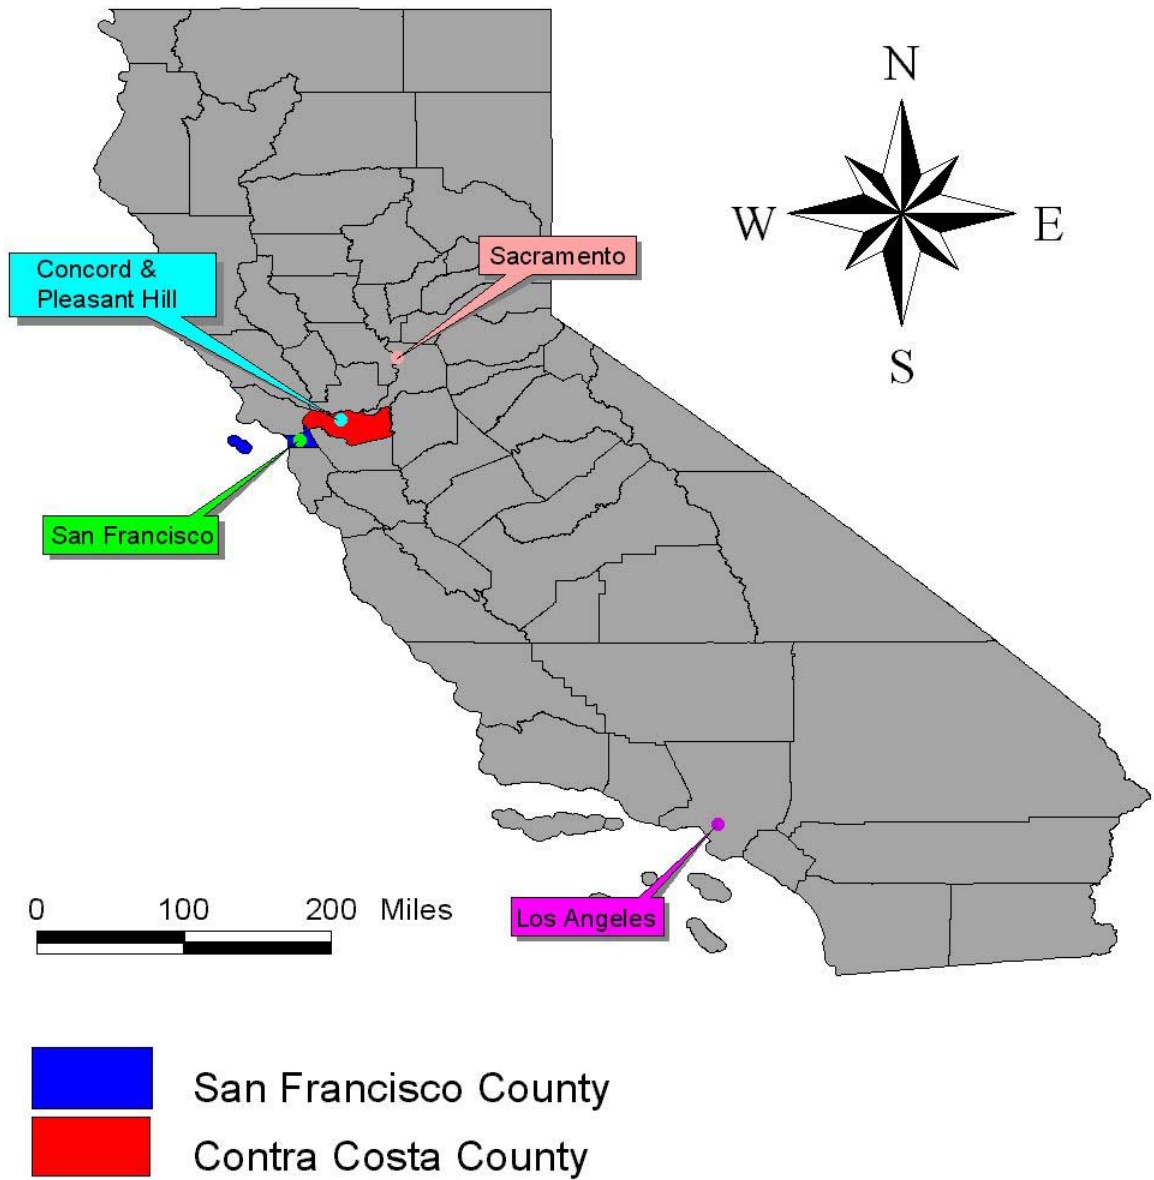 N
W
E
S
Sacramento
Concord &
Pleasant Hill
San Francisco
Los Angeles
0 100 200 Miles
San Francisco County
Contra Costa County